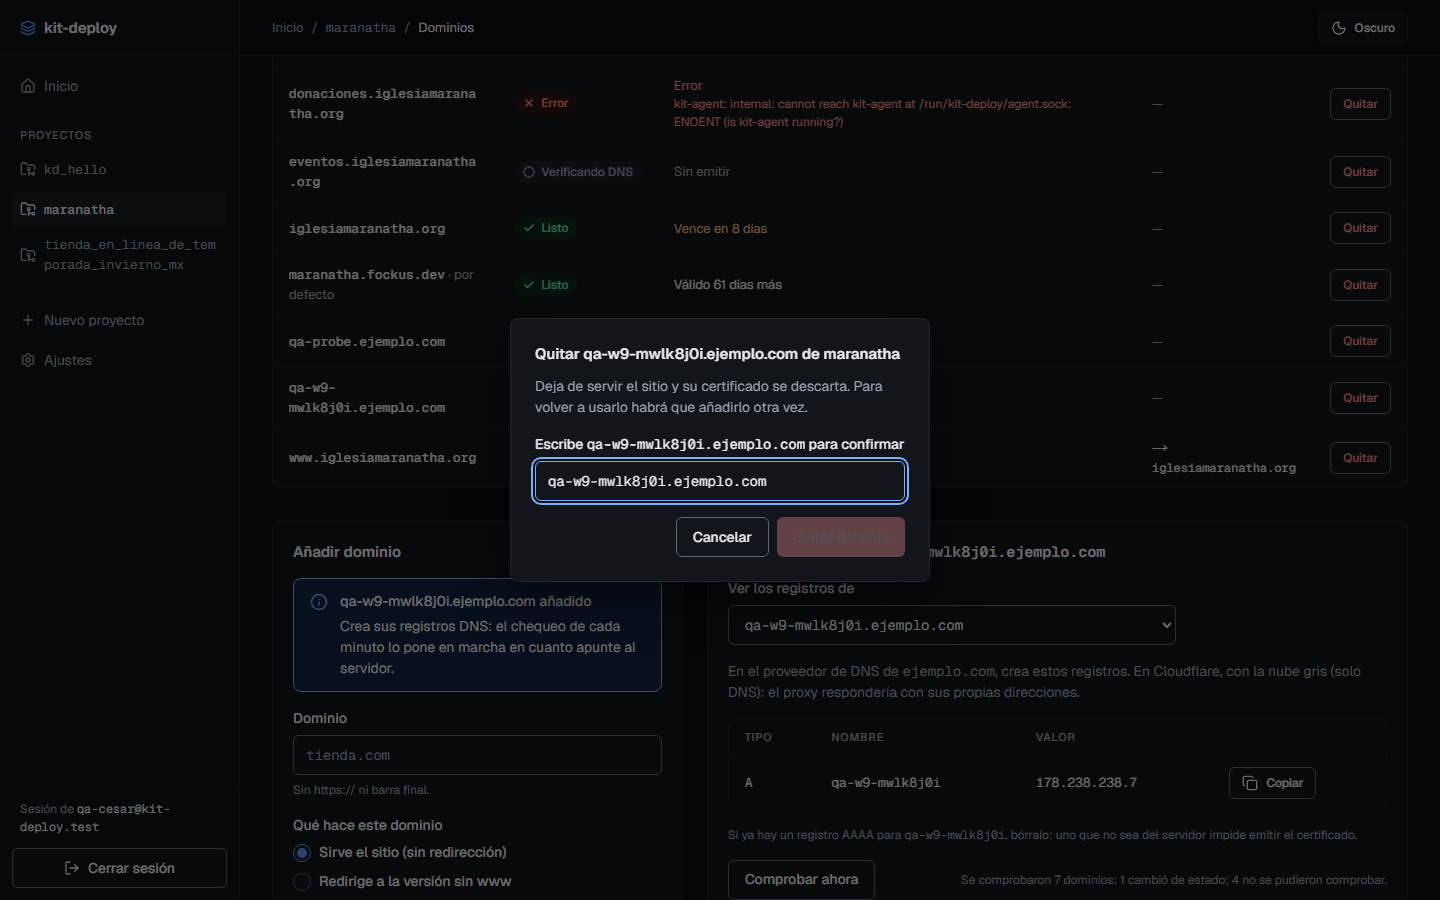 kit-deploy
Inicio / maranatha / Dominios
Oscuro
Inicio
PROYECTOS
kd_hello
maranatha
tienda_en_linea_de_tem
porada_invierno_mx
Nuevo proyecto
Ajustes
Sesión de qa-cesar@kit-
deploy.test
Cerrar sesión
donaciones.iglesiamarana
tha.org
Error
Error
kit-agent: internal: cannot reach kit-agent at /run/kit-deploy/agent.sock:
ENOENT (is kit-agent running?)
—
Quitar
eventos.iglesiamaranatha
.org
Verificando DNS
Sin emitir
—
Quitar
iglesiamaranatha.org
Listo
Vence en 8 días
—
Quitar
maranatha.fockus.dev · por
defecto
Listo
Válido 61 días más
—
Quitar
qa-probe.ejemplo.com
—
Quitar
qa-w9-
mwlk8j0i.ejemplo.com
—
Quitar
www.iglesiamaranatha.org
→
iglesiamaranatha.org
Quitar
Quitar qa-w9-mwlk8j0i.ejemplo.com de maranatha
Deja de servir el sitio y su certificado se descarta. Para
volver a usarlo habrá que añadirlo otra vez.
Escribe qa-w9-mwlk8j0i.ejemplo.com para confirmar
qa-w9-mwlk8j0i.ejemplo.com
Cancelar
Quitar dominio
Añadir dominio
qa-w9-mwlk8j0i.ejemplo.com añadido
Crea sus registros DNS: el chequeo de cada
minuto lo pone en marcha en cuanto apunte al
servidor.
Dominio
tienda.com
Sin https:// ni barra final.
Qué hace este dominio
Sirve el sitio (sin redirección)
Redirige a la versión sin www
mwlk8j0i.ejemplo.com
Ver los registros de
qa-w9-mwlk8j0i.ejemplo.com
En el proveedor de DNS de ejemplo.com, crea estos registros. En Cloudflare, con la nube gris (solo
DNS): el proxy respondería con sus propias direcciones.
TIPO NOMBRE VALOR
A qa-w9-mwlk8j0i 178.238.238.7 Copiar
Si ya hay un registro AAAA para qa-w9-mwlk8j0i, bórralo: uno que no sea del servidor impide emitir el certificado.
Comprobar ahora
Se comprobaron 7 dominios: 1 cambió de estado; 4 no se pudieron comprobar.